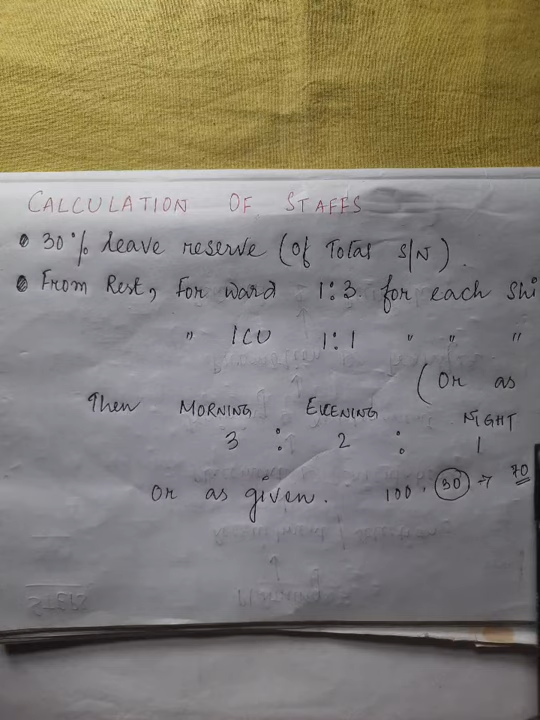 CALCULATION OF STAFFS
• 30% leave reserve (Of Total S/N).
• From Rest, For ward 1:3 for each Shi
" ICU 1:1 " " "
(Or as
Then MORNING EVENING NIGHT
3 : 2 : 1
Or as given. 100. 30 → 70